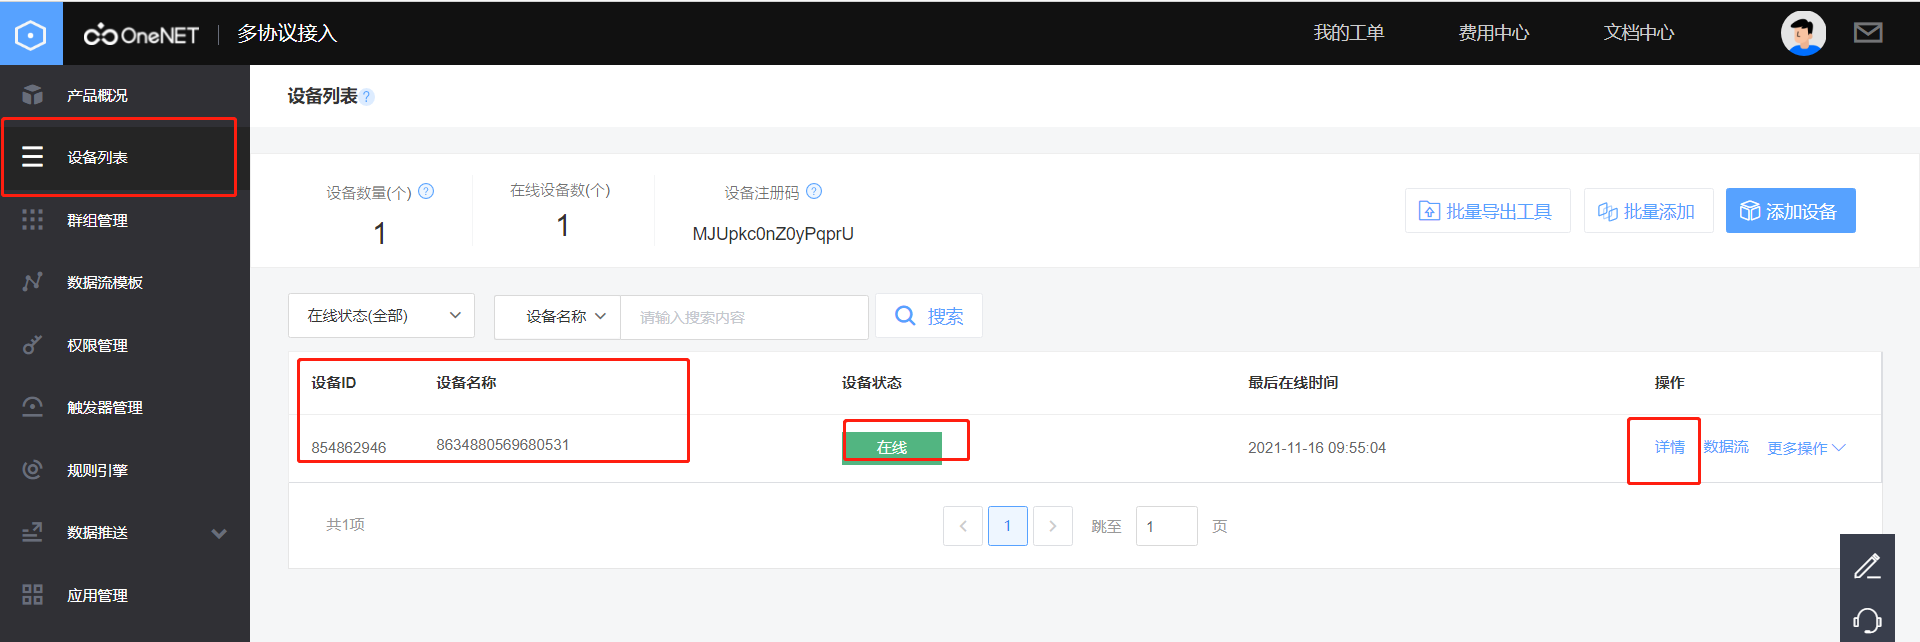 OneNET 多协议接入 我的工单 费用中心 文档中心
产品概况
设备列表
群组管理
数据流模板
权限管理
触发器管理
规则引擎
数据推送
应用管理
设备列表 ?
设备数量(个) ? 在线设备数(个) 设备注册码 ?
1 1 MJUpkc0nZ0yPqprU
批量导出工具 批量添加 添加设备
在线状态(全部) 设备名称 请输入搜索内容 搜索
设备ID 设备名称 设备状态 最后在线时间 操作
854862946 8634880569680531 在线 2021-11-16 09:55:04 详情 数据流 更多操作
共1项 < 1 > 跳至 1 页